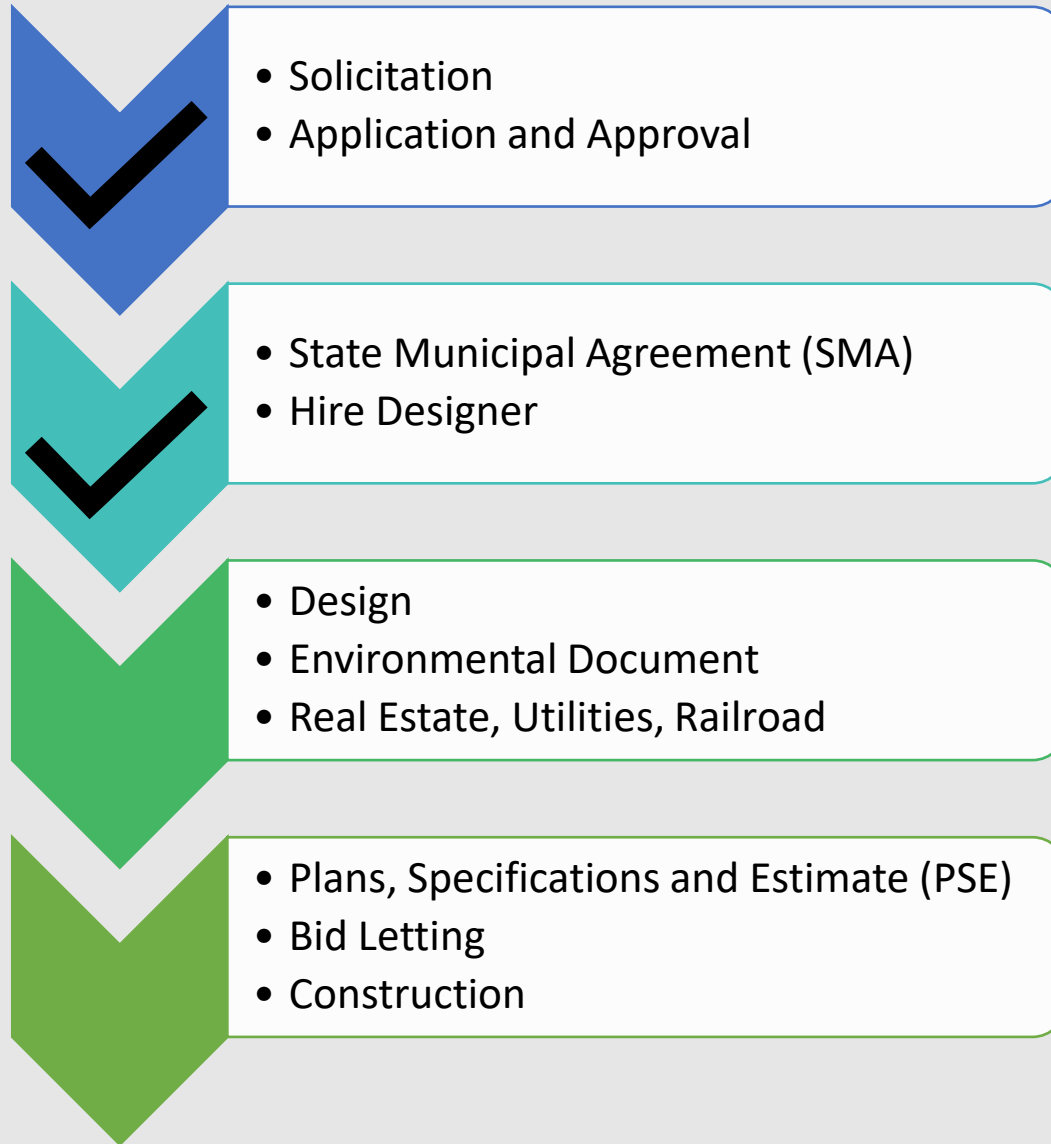 • Solicitation
• Application and Approval
• State Municipal Agreement (SMA)
• Hire Designer
• Design
• Environmental Document
• Real Estate, Utilities, Railroad
• Plans, Specifications and Estimate (PSE)
• Bid Letting
• Construction